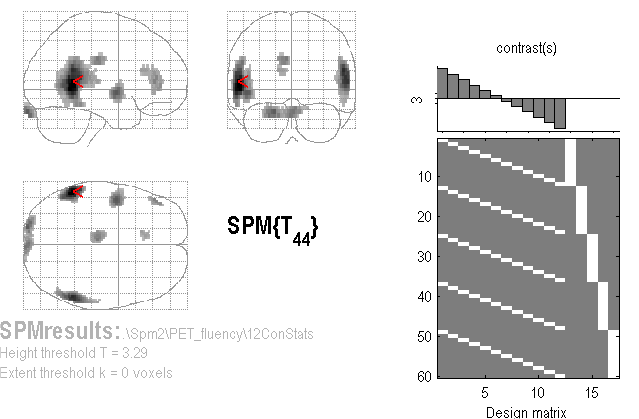 contrast(s)
3
SPM{T44}
10
20
30
40
50
60
5 10 15
Design matrix
SPMresults: .\Spm2\PET_fluency\12ConStats
Height threshold T = 3.29
Extent threshold k = 0 voxels